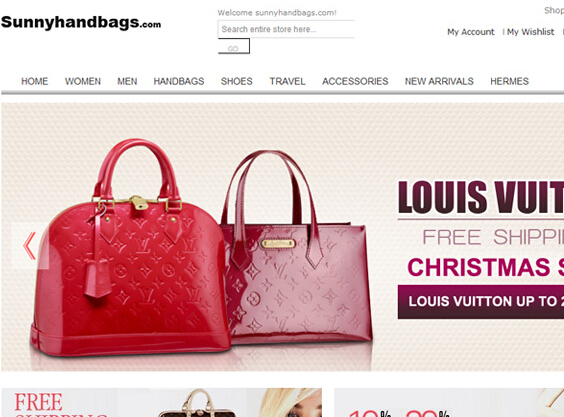 Welcome sunnyhandbags.com!
Shop
Sunnyhandbags.com
Search entire store here...
GO
My Account
My Wishlist
HOME WOMEN MEN HANDBAGS SHOES TRAVEL ACCESSORIES NEW ARRIVALS HERMES
LOUIS VUIT
FREE SHIPPI
CHRISTMAS S
LOUIS VUITTON UP TO 2
FREE
SHIPPING